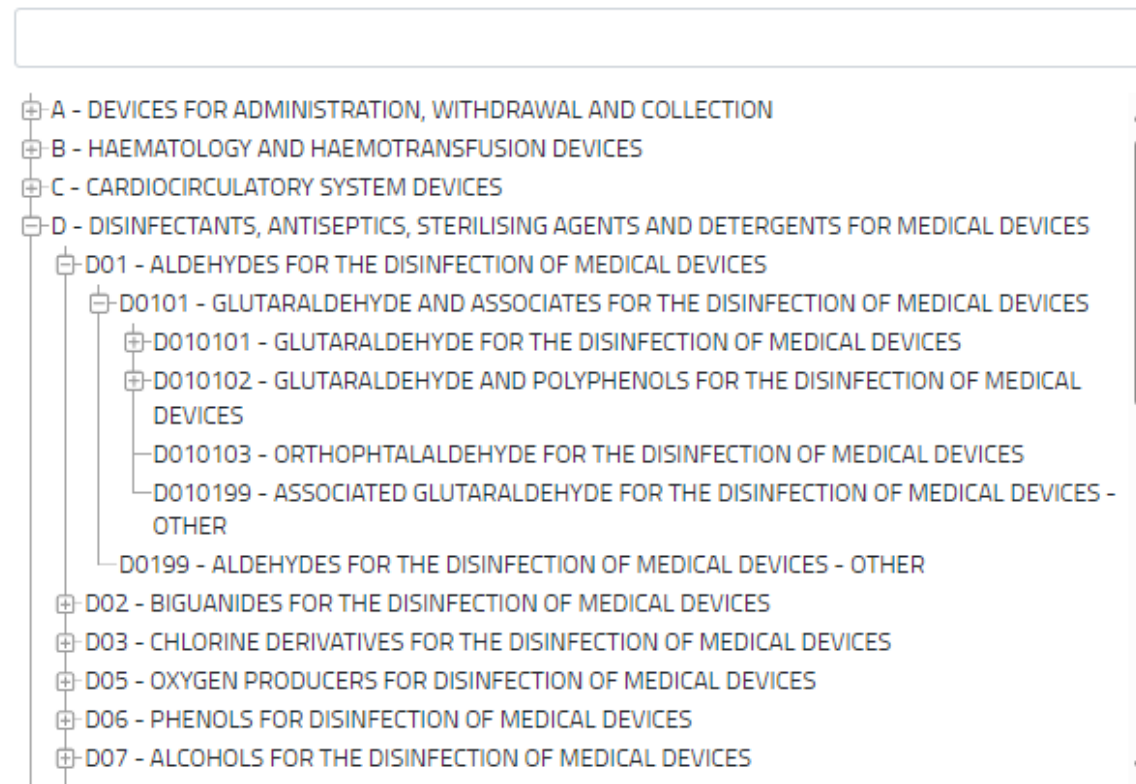 A - DEVICES FOR ADMINISTRATION, WITHDRAWAL AND COLLECTION
B - HAEMATOLOGY AND HAEMOTRANSFUSION DEVICES
C - CARDIOCIRCULATORY SYSTEM DEVICES
D - DISINFECTANTS, ANTISEPTICS, STERILISING AGENTS AND DETERGENTS FOR MEDICAL DEVICES
D01 - ALDEHYDES FOR THE DISINFECTION OF MEDICAL DEVICES
D0101 - GLUTARALDEHYDE AND ASSOCIATES FOR THE DISINFECTION OF MEDICAL DEVICES
D010101 - GLUTARALDEHYDE FOR THE DISINFECTION OF MEDICAL DEVICES
D010102 - GLUTARALDEHYDE AND POLYPHENOLS FOR THE DISINFECTION OF MEDICAL
DEVICES
D010103 - ORTHOPHTALALDEHYDE FOR THE DISINFECTION OF MEDICAL DEVICES
D010199 - ASSOCIATED GLUTARALDEHYDE FOR THE DISINFECTION OF MEDICAL DEVICES -
OTHER
D0199 - ALDEHYDES FOR THE DISINFECTION OF MEDICAL DEVICES - OTHER
D02 - BIGUANIDES FOR THE DISINFECTION OF MEDICAL DEVICES
D03 - CHLORINE DERIVATIVES FOR THE DISINFECTION OF MEDICAL DEVICES
D05 - OXYGEN PRODUCERS FOR DISINFECTION OF MEDICAL DEVICES
D06 - PHENOLS FOR DISINFECTION OF MEDICAL DEVICES
D07 - ALCOHOLS FOR THE DISINFECTION OF MEDICAL DEVICES